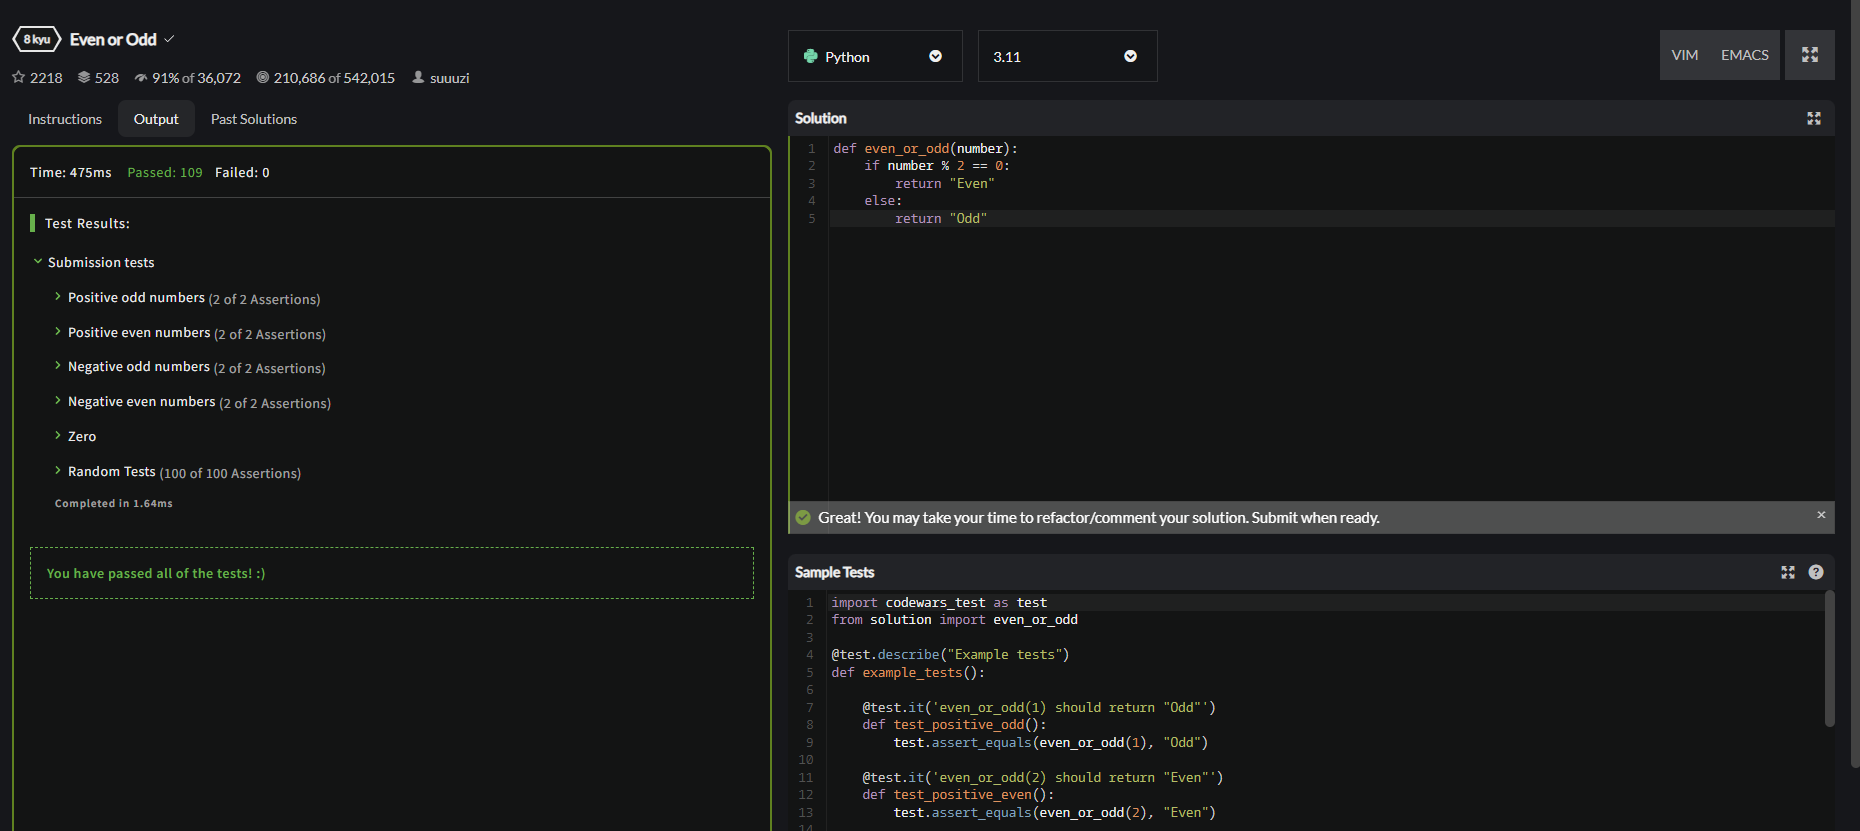 8 kyu Even or Odd
2218 528 91% of 36,072 210,686 of 542,015 suuuzi
Instructions Output Past Solutions
Time: 475ms Passed: 109 Failed: 0
Test Results:
Submission tests
Positive odd numbers (2 of 2 Assertions)
Positive even numbers (2 of 2 Assertions)
Negative odd numbers (2 of 2 Assertions)
Negative even numbers (2 of 2 Assertions)
Zero
Random Tests (100 of 100 Assertions)
Completed in 1.64ms
You have passed all of the tests! :)
Python 3.11 VIM EMACS
Solution
1 def even_or_odd(number):
2     if number % 2 == 0:
3         return "Even"
4     else:
5         return "Odd"
Great! You may take your time to refactor/comment your solution. Submit when ready. ×
Sample Tests ?
1 import codewars_test as test
2 from solution import even_or_odd
3
4 @test.describe("Example tests")
5 def example_tests():
6
7     @test.it('even_or_odd(1) should return "Odd"')
8     def test_positive_odd():
9         test.assert_equals(even_or_odd(1), "Odd")
10
11     @test.it('even_or_odd(2) should return "Even"')
12     def test_positive_even():
13         test.assert_equals(even_or_odd(2), "Even")
14